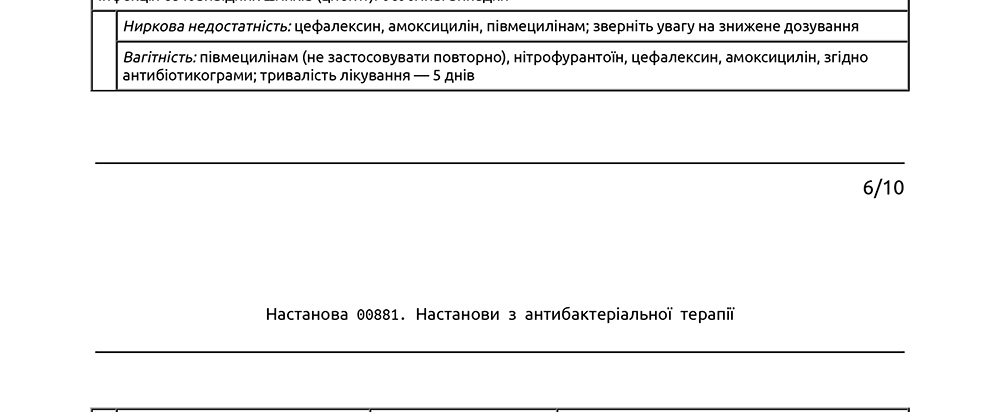 Ниркова недостатність: цефалексин, амоксицилін, півмецилінам; зверніть увагу на знижене дозування
Вагітність: півмецилінам (не застосовувати повторно), нітрофурантоїн, цефалексин, амоксицилін, згідно
антибіотикограми; тривалість лікування — 5 днів
6/10
Настанова 00881. Настанови з антибактеріальної терапії